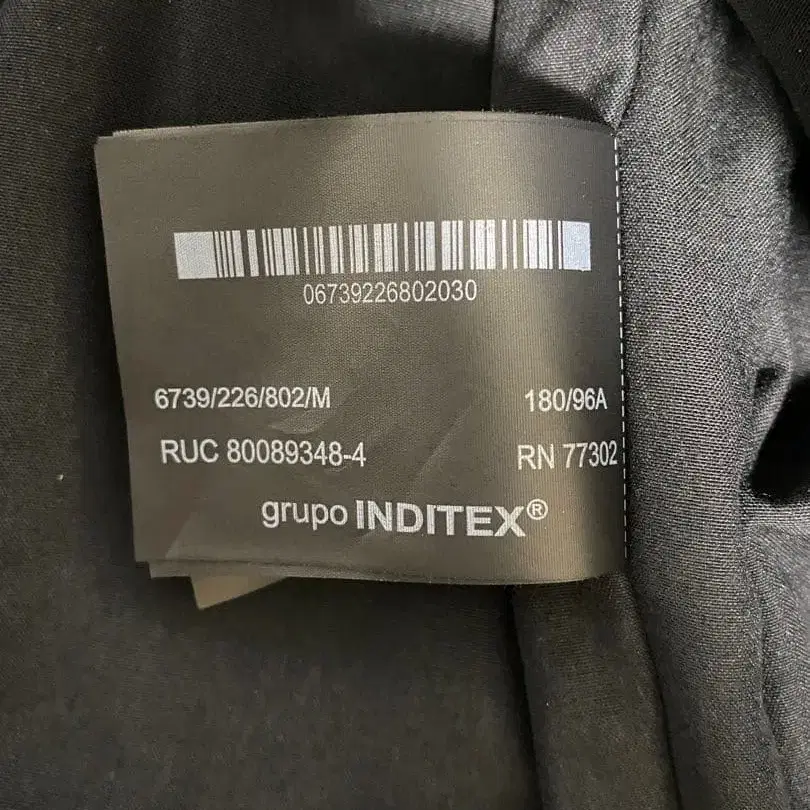 06739226802030
6739/226/802/M 180/96A
RUC 80089348-4 RN 77302
grupo INDITEX®